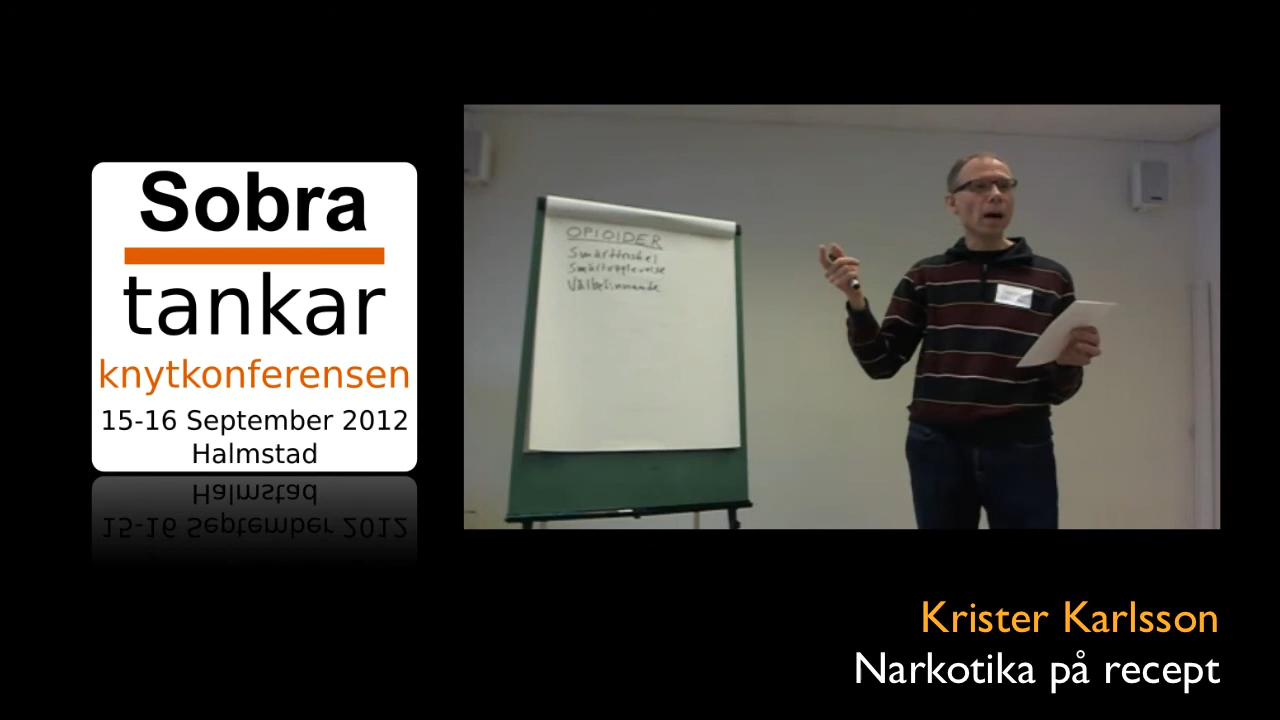 Sobra
tankar
knytkonferensen
15-16 September 2012
Halmstad
OPIOIDER
Smärttröskel
Smärtupplevelse
Välbefinnande
Krister Karlsson
Narkotika på recept